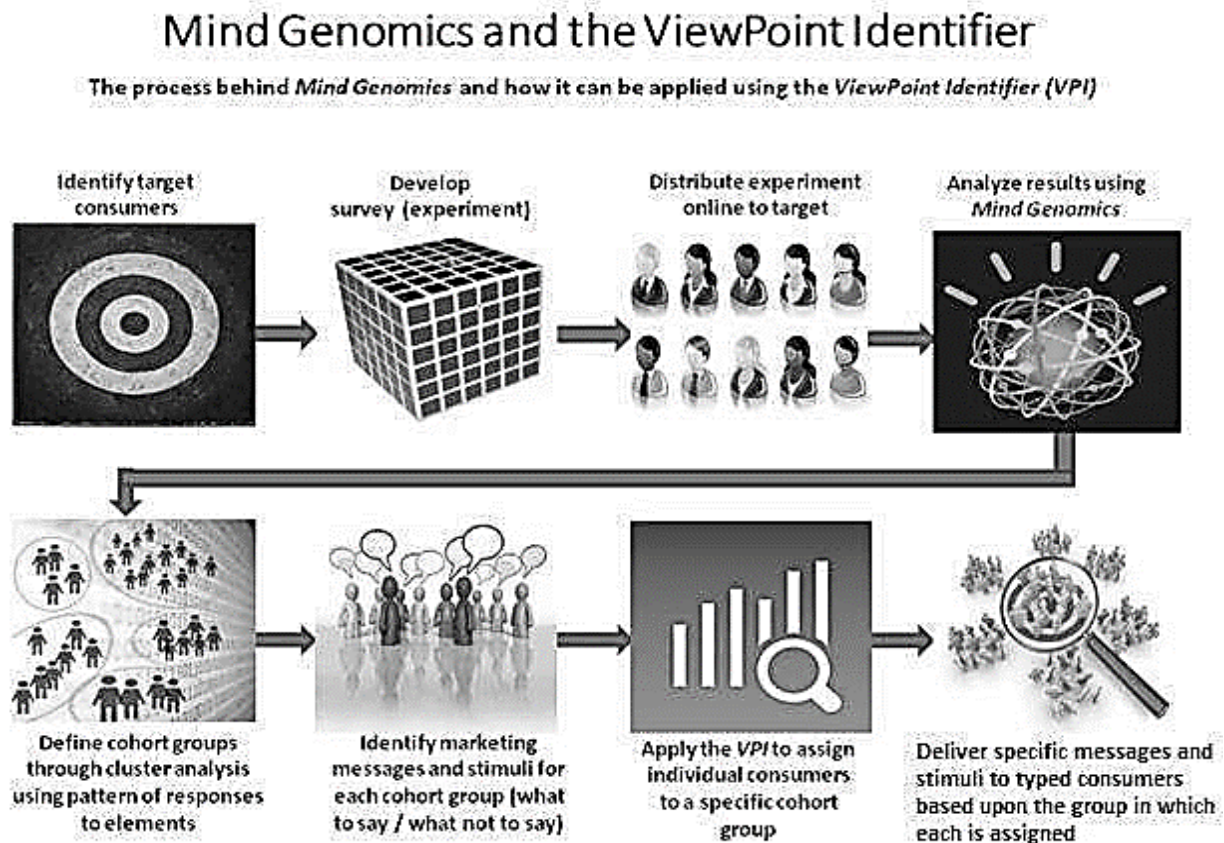 Mind Genomics and the ViewPoint Identifier
The process behind Mind Genomics and how it can be applied using the ViewPoint Identifier (VPI)
Identify target
consumers
Develop
survey (experiment)
Distribute experiment
online to target
Analyze results using
Mind Genomics
Define cohort groups
through cluster analysis
using pattern of responses
to elements
Identify marketing
messages and stimuli for
each cohort group (what
to say / what not to say)
Apply the VPI to assign
individual consumers
to a specific cohort
group
Deliver specific messages and
stimuli to typed consumers
based upon the group in which
each is assigned